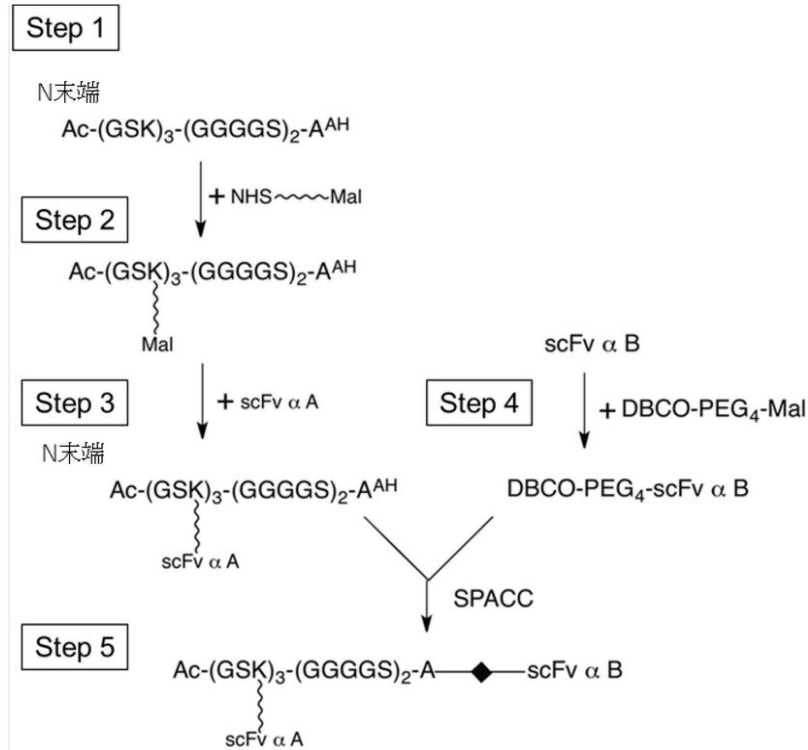 Step 1
N末端
Ac-(GSK)₃-(GGGGS)₂-Aᴬᴴ
+ NHS~~~~Mal
Step 2
Ac-(GSK)₃-(GGGGS)₂-Aᴬᴴ
Mal
scFv α B
Step 3
+ scFv α A
Step 4
+ DBCO-PEG₄-Mal
N末端
Ac-(GSK)₃-(GGGGS)₂-Aᴬᴴ
DBCO-PEG₄-scFv α B
scFv α A
SPACC
Step 5
Ac-(GSK)₃-(GGGGS)₂-A—◆—scFv α B
scFv α A